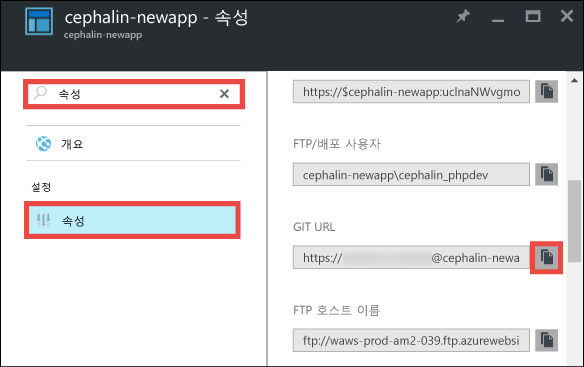 cephalin-newapp - 속성
cephalin-newapp
속성
개요
설정
속성
https://$cephalin-newapp:uclnaNWvgmo
FTP/배포 사용자
cephalin-newapp\cephalin_phpdev
GIT URL
https:// @cephalin-newa
FTP 호스트 이름
ftp://waws-prod-am2-039.ftp.azurewebsi